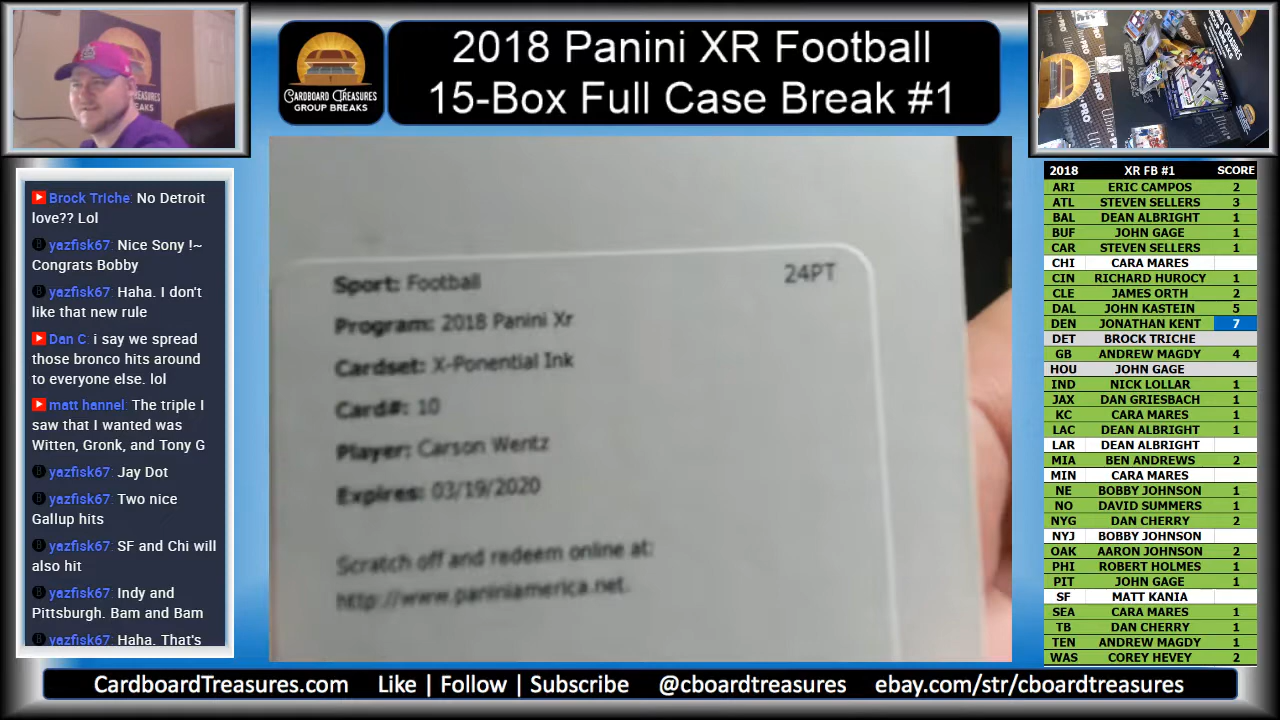 2018 Panini XR Football
15-Box Full Case Break #1
CARDBOARD TREASURES
GROUP BREAKS
Brock Triche: No Detroit
love?? Lol
yazfisk67: Nice Sony !~
Congrats Bobby
yazfisk67: Haha. I don't
like that new rule
Dan C: i say we spread
those bronco hits around
to everyone else. lol
matt hannel: The triple I
saw that I wanted was
Witten, Gronk, and Tony G
yazfisk67: Jay Dot
yazfisk67: Two nice
Gallup hits
yazfisk67: SF and Chi will
also hit
yazfisk67: Indy and
Pittsburgh. Bam and Bam
yazfisk67: Haha. That's
Sport: Football
24PT
Program: 2018 Panini Xr
Cardset: X-Ponential Ink
Card#: 10
Player: Carson Wentz
Expires: 03/19/2020
Scratch off and redeem online at:
http://www.paniniamerica.net.
2018 XR FB #1 SCORE
ARI ERIC CAMPOS 2
ATL STEVEN SELLERS 3
BAL DEAN ALBRIGHT 1
BUF JOHN GAGE 1
CAR STEVEN SELLERS 1
CHI CARA MARES
CIN RICHARD HUROCY 1
CLE JAMES ORTH 2
DAL JOHN KASTEIN 5
DEN JONATHAN KENT 7
DET BROCK TRICHE
GB ANDREW MAGDY 4
HOU JOHN GAGE
IND NICK LOLLAR 1
JAX DAN GRIESBACH 1
KC CARA MARES 1
LAC DEAN ALBRIGHT 1
LAR DEAN ALBRIGHT
MIA BEN ANDREWS 2
MIN CARA MARES
NE BOBBY JOHNSON 1
NO DAVID SUMMERS 1
NYG DAN CHERRY 2
NYJ BOBBY JOHNSON
OAK AARON JOHNSON 2
PHI ROBERT HOLMES 1
PIT JOHN GAGE 1
SF MATT KANIA
SEA CARA MARES 1
TB DAN CHERRY 1
TEN ANDREW MAGDY 1
WAS COREY HEVEY 2
CardboardTreasures.com Like | Follow | Subscribe @cboardtreasures ebay.com/str/cboardtreasures